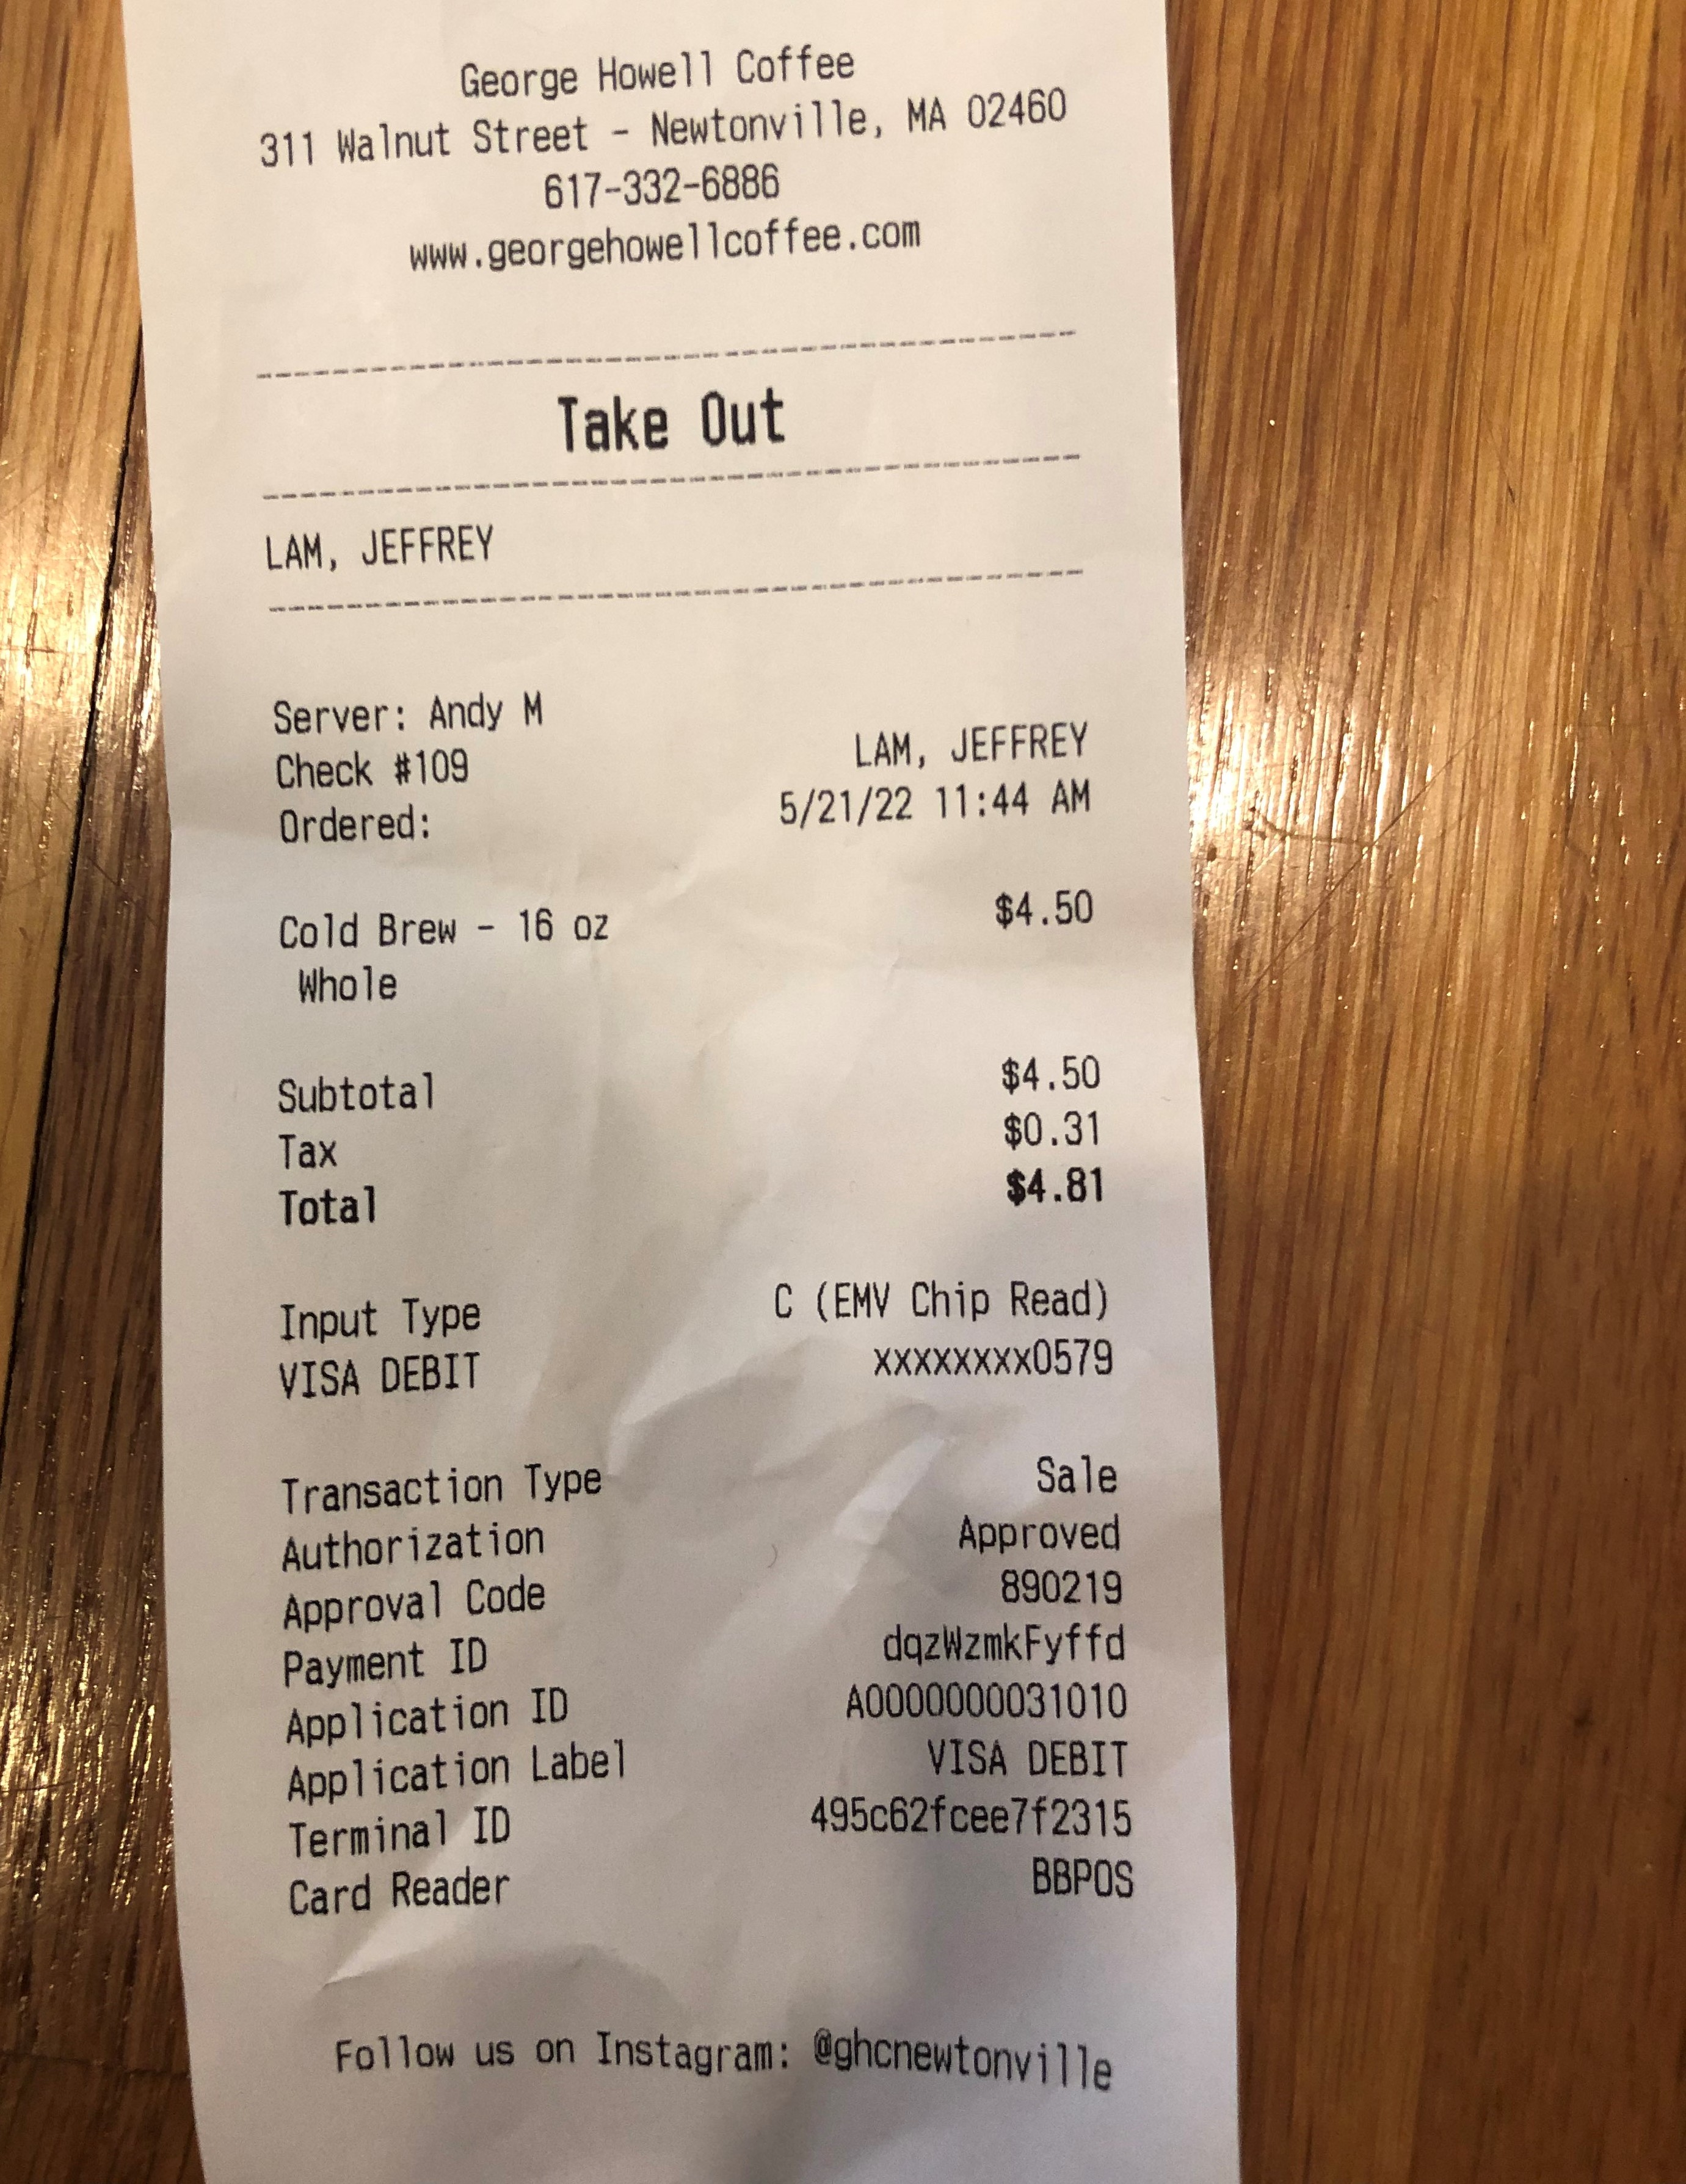 George Howell Coffee
311 Walnut Street - Newtonville, MA 02460
617-332-6886
www.georgehowellcoffee.com
Take Out
LAM, JEFFREY
Server: Andy M
Check #109 LAM, JEFFREY
Ordered: 5/21/22 11:44 AM
Cold Brew - 16 oz $4.50
Whole
Subtotal $4.50
Tax $0.31
Total $4.81
Input Type C (EMV Chip Read)
VISA DEBIT xxxxxxxx0579
Transaction Type Sale
Authorization Approved
Approval Code 890219
Payment ID dqzWzmkFyffd
Application ID A0000000031010
Application Label VISA DEBIT
Terminal ID 495c62fcee7f2315
Card Reader BBPOS
Follow us on Instagram: @ghcnewtonville